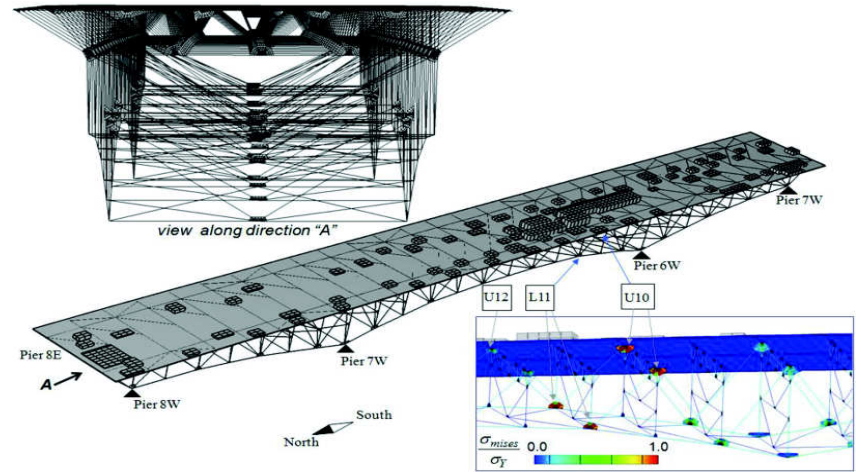 view along direction "A"
Pier 7W
Pier 6W
U12
L11
U10
Pier 8E
A
Pier 7W
Pier 8W
South
North
σmises
σY
0.0
1.0